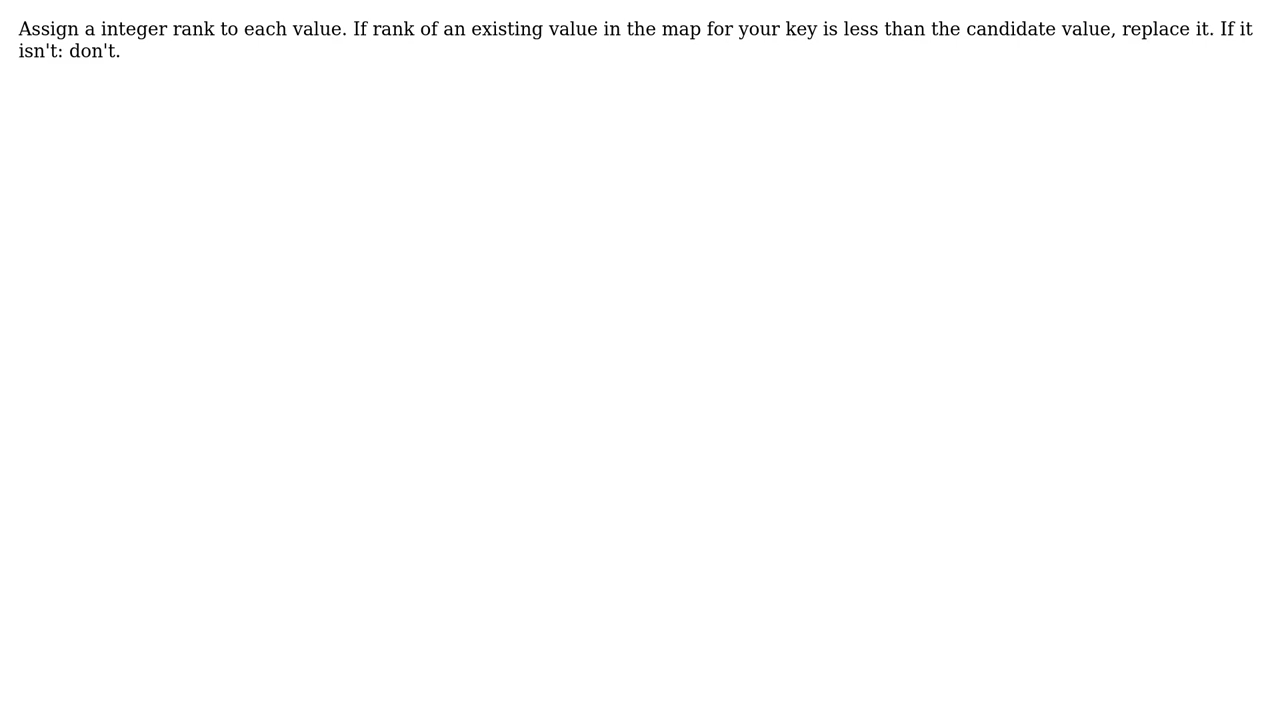 Assign a integer rank to each value. If rank of an existing value in the map for your key is less than the candidate value, replace it. If it
isn't: don't.